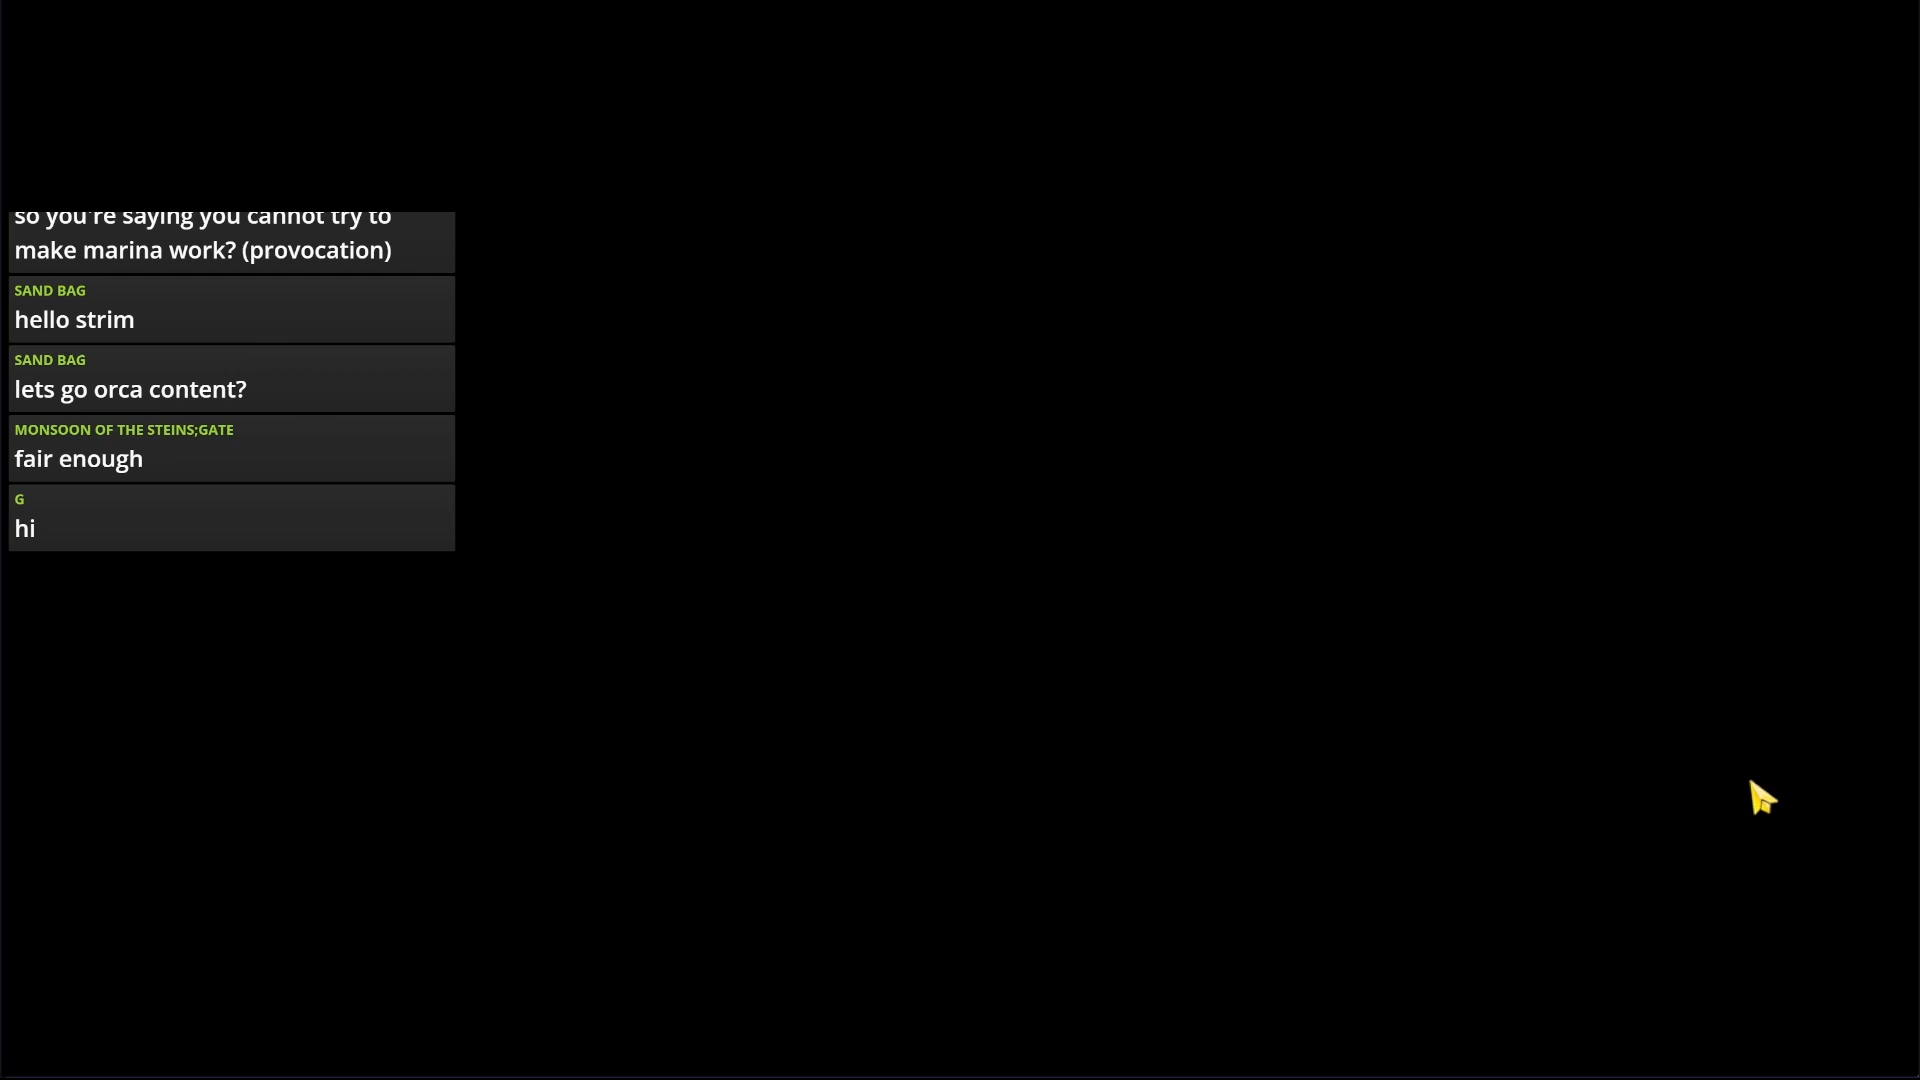 so you're saying you cannot try to
make marina work? (provocation)
SAND BAG
hello strim
SAND BAG
lets go orca content?
MONSOON OF THE STEINS;GATE
fair enough
G
hi